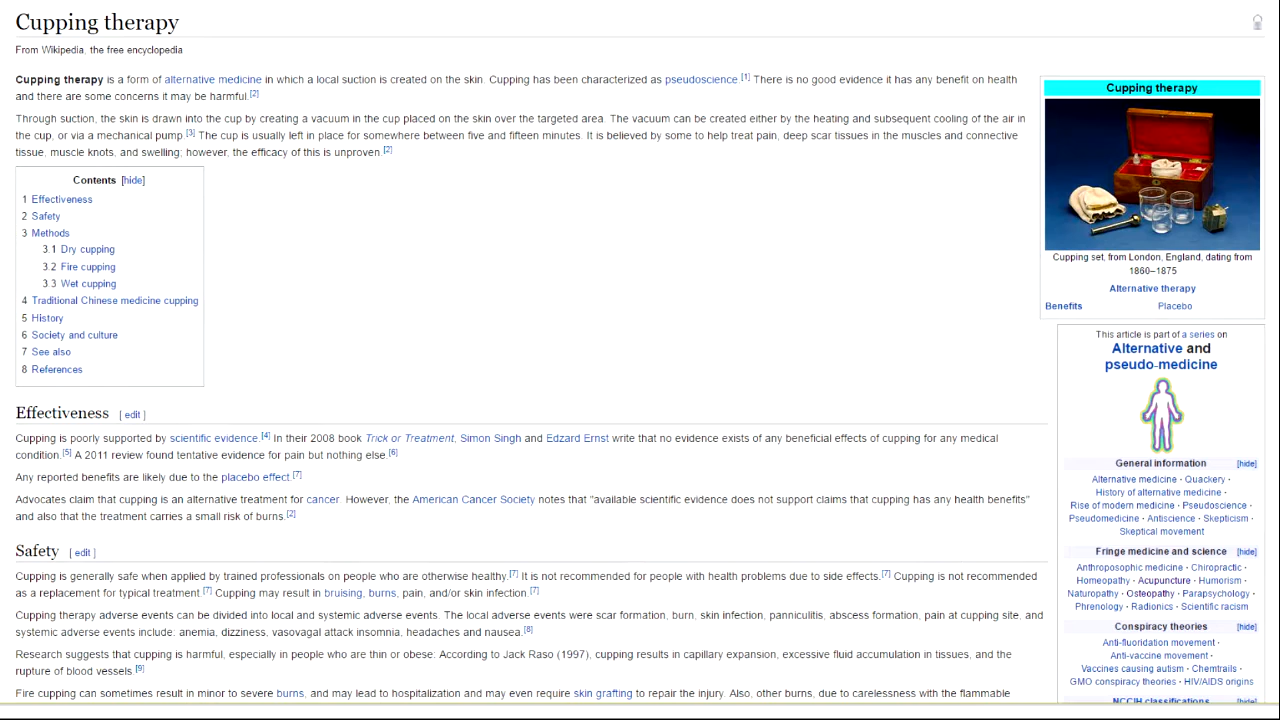 Cupping therapy
From Wikipedia, the free encyclopedia
Cupping therapy is a form of alternative medicine in which a local suction is created on the skin. Cupping has been characterized as pseudoscience.[1] There is no good evidence it has any benefit on health
and there are some concerns it may be harmful.[2]
Through suction, the skin is drawn into the cup by creating a vacuum in the cup placed on the skin over the targeted area. The vacuum can be created either by the heating and subsequent cooling of the air in
the cup, or via a mechanical pump.[3] The cup is usually left in place for somewhere between five and fifteen minutes. It is believed by some to help treat pain, deep scar tissues in the muscles and connective
tissue, muscle knots, and swelling; however, the efficacy of this is unproven.[2]
Contents [hide]
1 Effectiveness
2 Safety
3 Methods
3.1 Dry cupping
3.2 Fire cupping
3.3 Wet cupping
4 Traditional Chinese medicine cupping
5 History
6 Society and culture
7 See also
8 References
Effectiveness [ edit ]
Cupping is poorly supported by scientific evidence.[4] In their 2008 book Trick or Treatment, Simon Singh and Edzard Ernst write that no evidence exists of any beneficial effects of cupping for any medical
condition.[5] A 2011 review found tentative evidence for pain but nothing else.[6]
Any reported benefits are likely due to the placebo effect.[7]
Advocates claim that cupping is an alternative treatment for cancer. However, the American Cancer Society notes that "available scientific evidence does not support claims that cupping has any health benefits"
and also that the treatment carries a small risk of burns.[2]
Safety [ edit ]
Cupping is generally safe when applied by trained professionals on people who are otherwise healthy.[7] It is not recommended for people with health problems due to side effects.[7] Cupping is not recommended
as a replacement for typical treatment.[7] Cupping may result in bruising, burns, pain, and/or skin infection.[7]
Cupping therapy adverse events can be divided into local and systemic adverse events. The local adverse events were scar formation, burn, skin infection, panniculitis, abscess formation, pain at cupping site, and
systemic adverse events include: anemia, dizziness, vasovagal attack insomnia, headaches and nausea.[8]
Research suggests that cupping is harmful, especially in people who are thin or obese: According to Jack Raso (1997), cupping results in capillary expansion, excessive fluid accumulation in tissues, and the
rupture of blood vessels.[9]
Fire cupping can sometimes result in minor to severe burns, and may lead to hospitalization and may even require skin grafting to repair the injury. Also, other burns, due to carelessness with the flammable
Cupping therapy
Cupping set, from London, England, dating from
1860–1875
Alternative therapy
Benefits Placebo
This article is part of a series on
Alternative and
pseudo-medicine
General information [hide]
Alternative medicine · Quackery ·
History of alternative medicine ·
Rise of modern medicine · Pseudoscience ·
Pseudomedicine · Antiscience · Skepticism ·
Skeptical movement
Fringe medicine and science [hide]
Anthroposophic medicine · Chiropractic ·
Homeopathy · Acupuncture · Humorism ·
Naturopathy · Osteopathy · Parapsychology ·
Phrenology · Radionics · Scientific racism
Conspiracy theories [hide]
Anti-fluoridation movement ·
Anti-vaccine movement ·
Vaccines causing autism · Chemtrails ·
GMO conspiracy theories · HIV/AIDS origins
NCCIH classifications [hide]